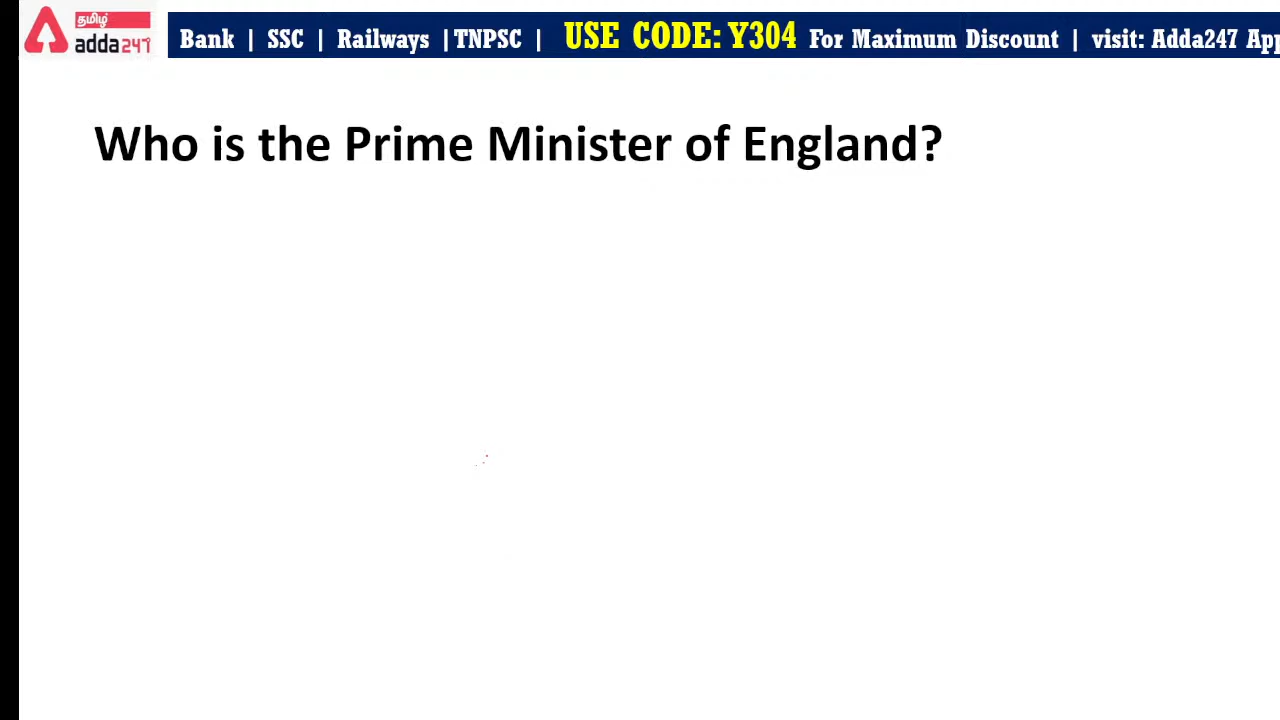 தமிழ்
adda247
Bank | SSC | Railways |TNPSC | USE CODE: Y304 For Maximum Discount | visit: Adda247 App
Who is the Prime Minister of England?